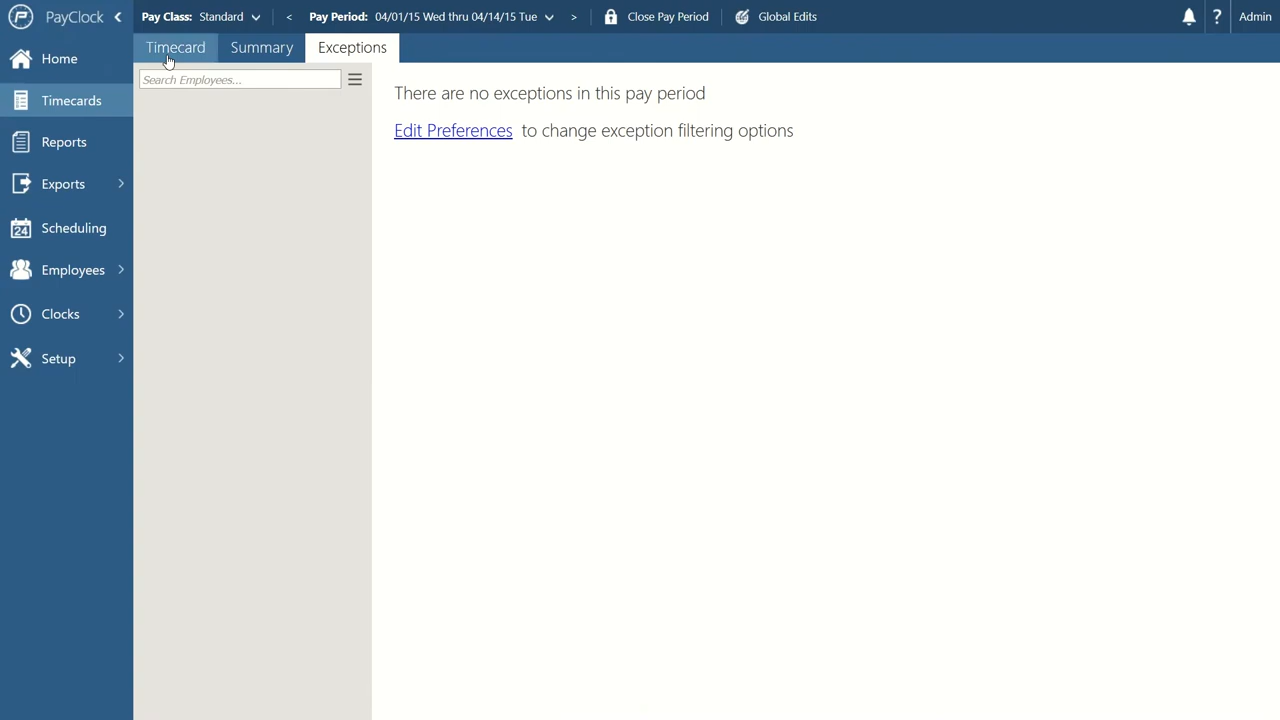 PayClock
Pay Class: Standard < Pay Period: 04/01/15 Wed thru 04/14/15 Tue > Close Pay Period Global Edits ? Admin
Timecard Summary Exceptions
Home
Timecards
Reports
Exports
24 Scheduling
Employees
Clocks
Setup
Search Employees...
There are no exceptions in this pay period
Edit Preferences to change exception filtering options